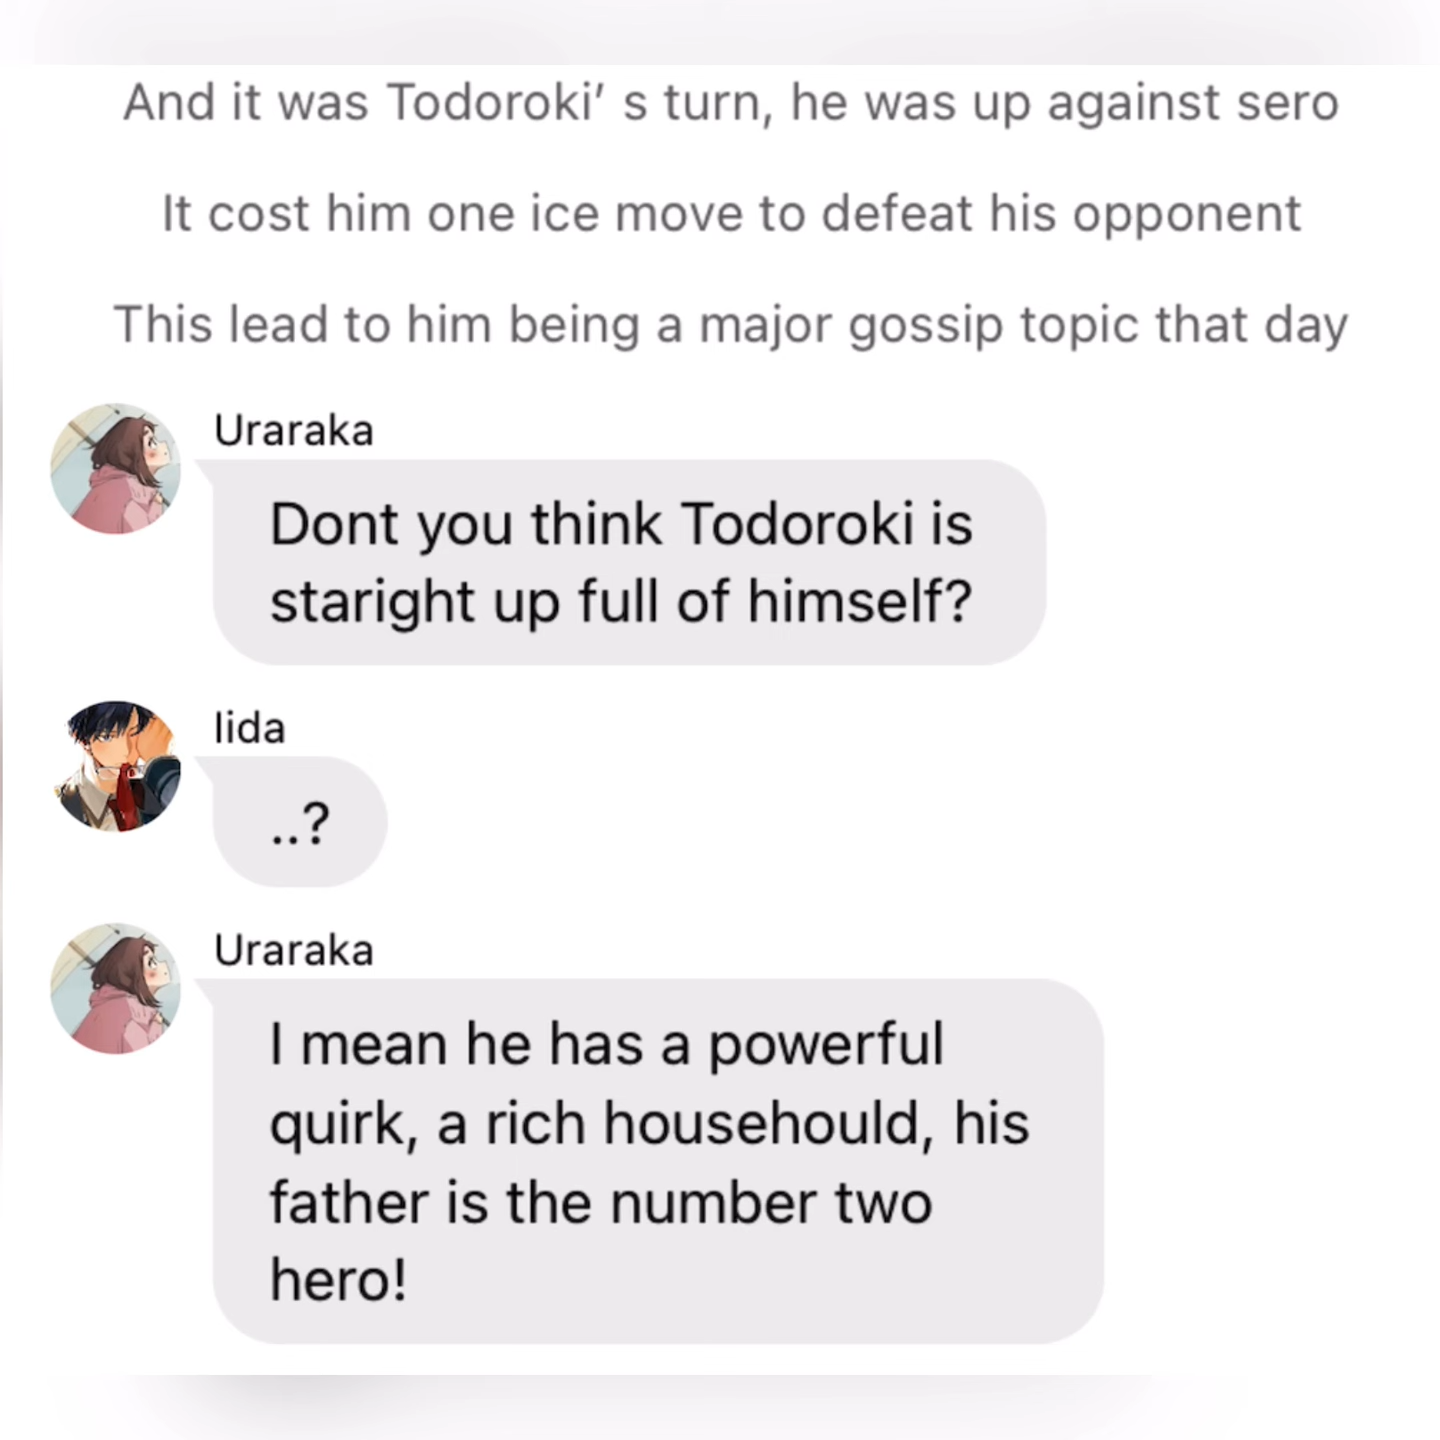 And it was Todoroki’ s turn, he was up against sero
It cost him one ice move to defeat his opponent
This lead to him being a major gossip topic that day
Uraraka
Dont you think Todoroki is
staright up full of himself?
Iida
..?
Uraraka
I mean he has a powerful
quirk, a rich househould, his
father is the number two
hero!